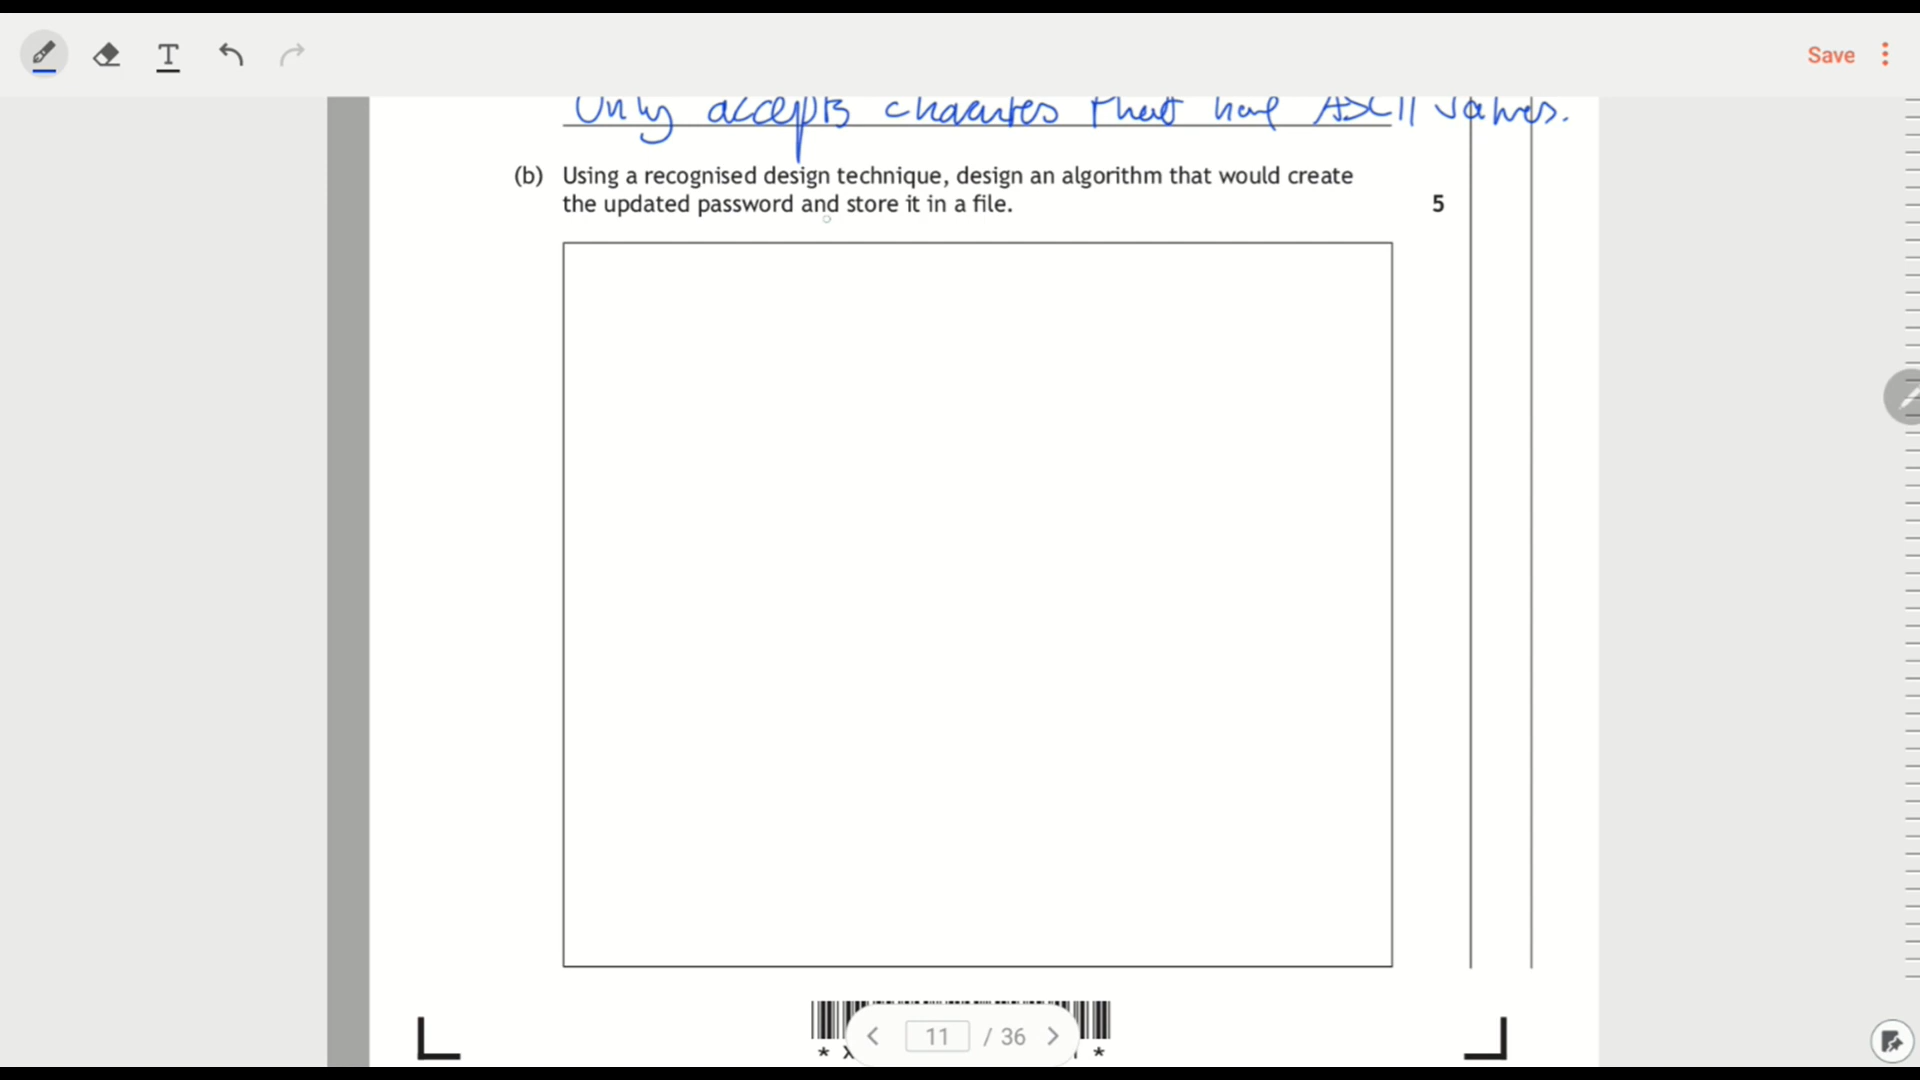 T
Save
Only accepts characters that have ASCII values.
(b) Using a recognised design technique, design an algorithm that would create
the updated password and store it in a file.
5
11 / 36
* X *